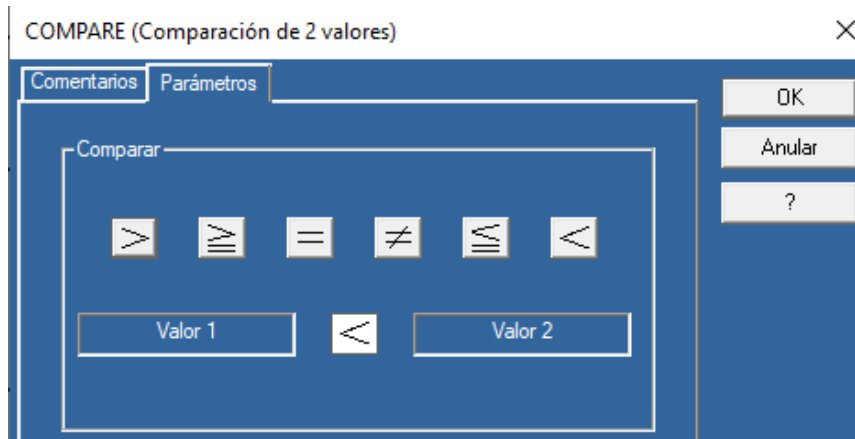 COMPARE (Comparación de 2 valores)
Comentarios Parámetros
OK
Comparar
Anular
?
> ≧ = ≠ ≦ <
Valor 1 < Valor 2